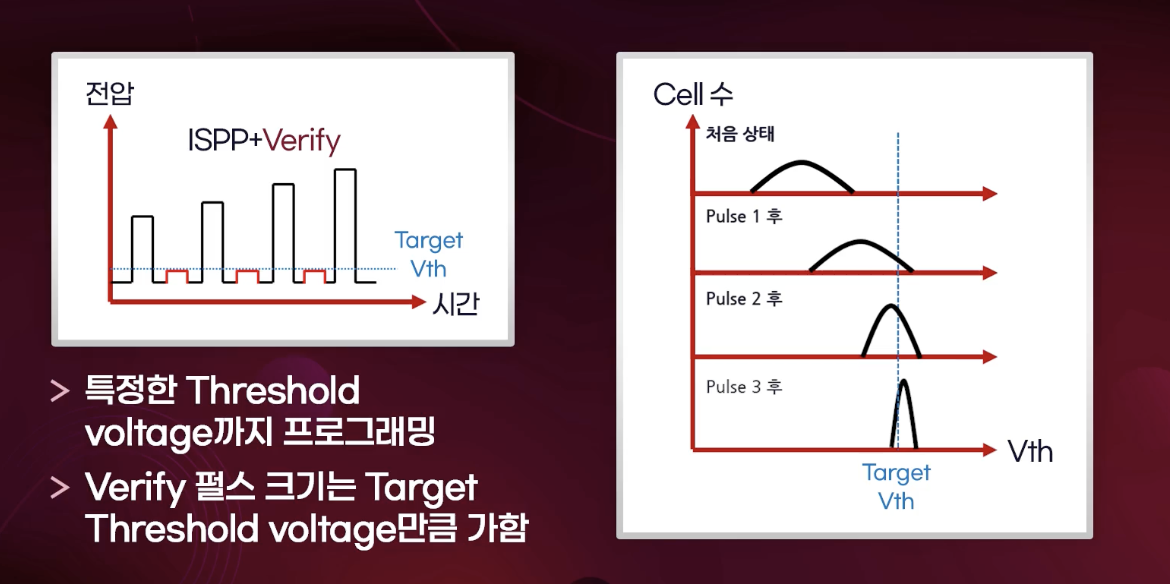 전압
ISPP+Verify
Target
Vth
시간
> 특정한 Threshold
voltage까지 프로그래밍
> Verify 펄스 크기는 Target
Threshold voltage만큼 가함
Cell 수
처음 상태
Pulse 1 후
Pulse 2 후
Pulse 3 후
Vth
Target
Vth